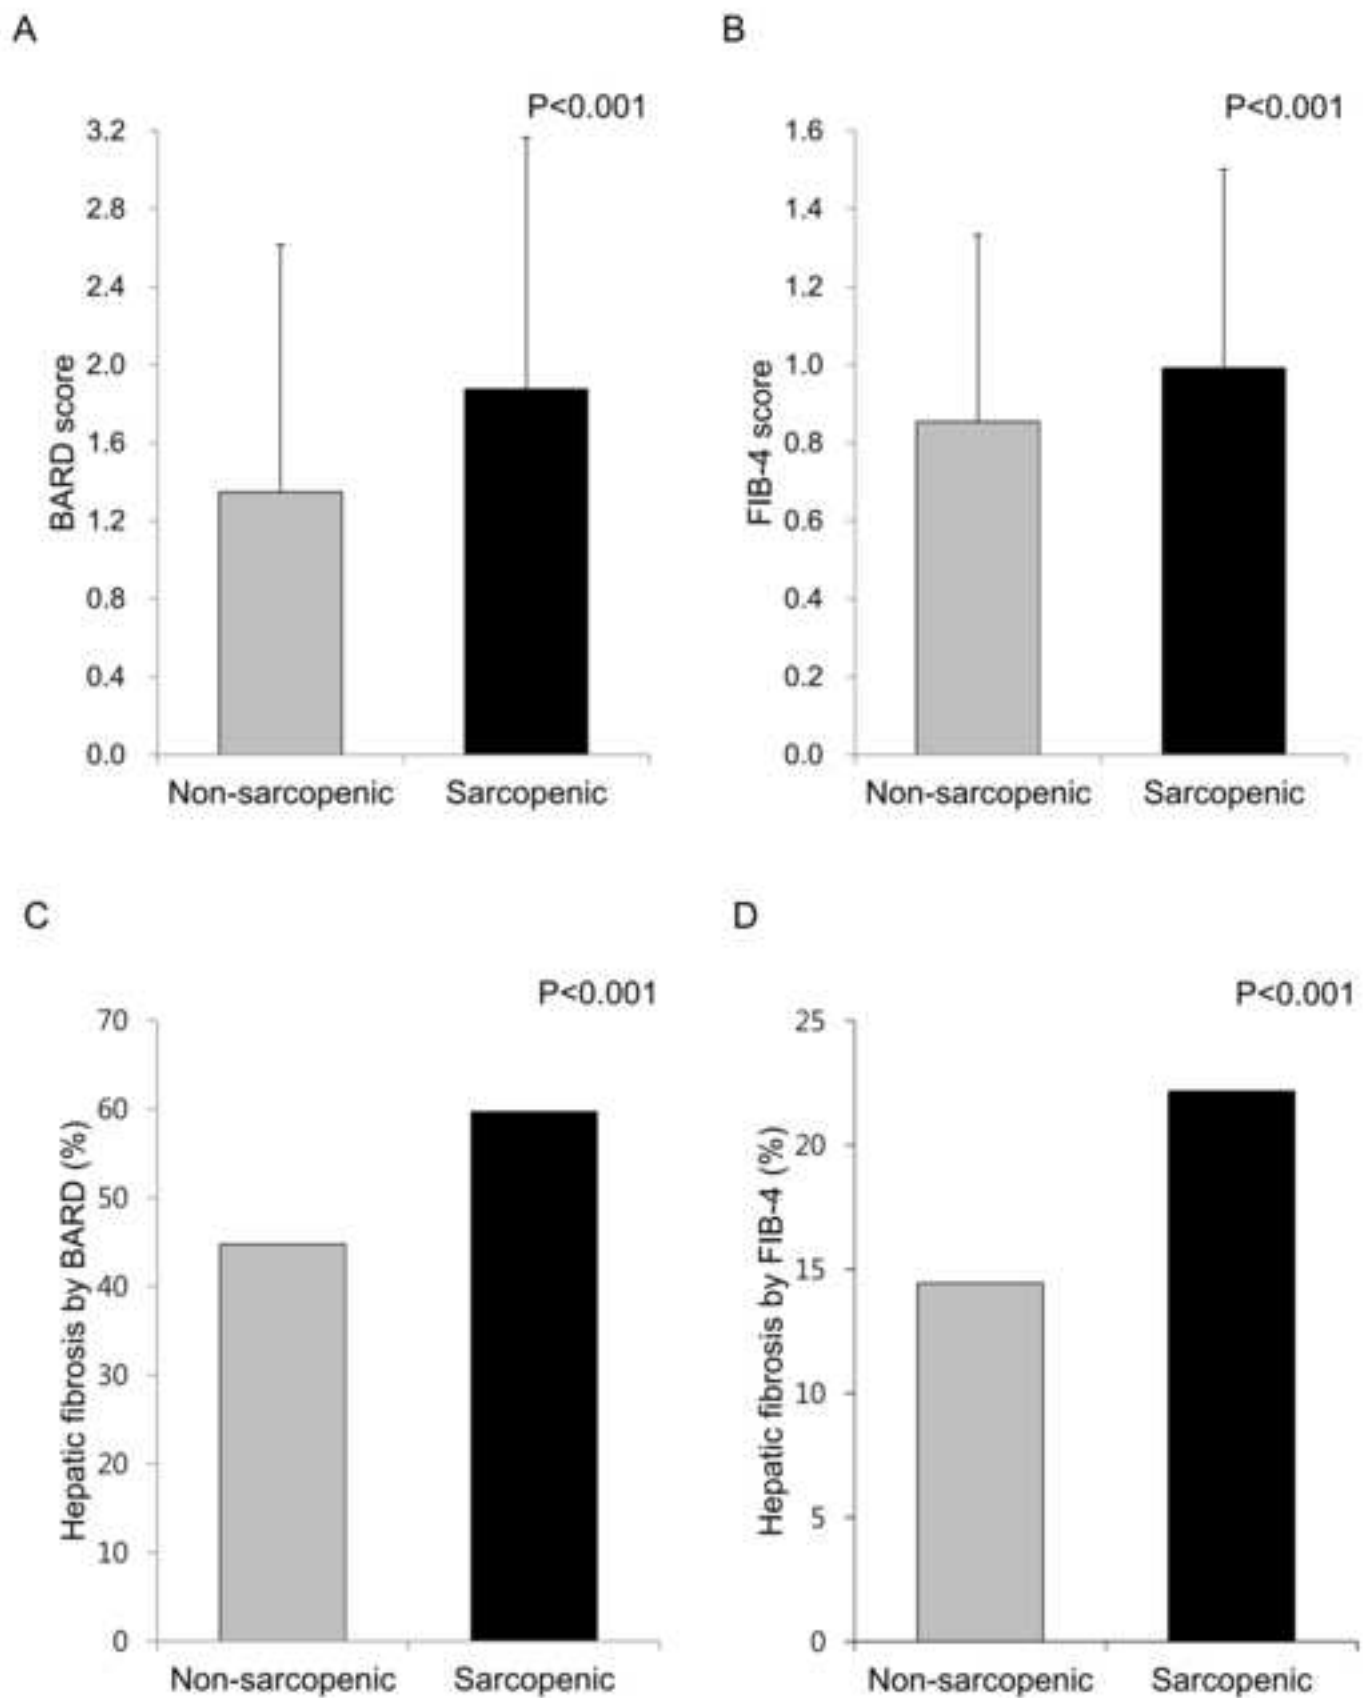 A
P<0.001
BARD score
3.2
2.8
2.4
2.0
1.6
1.2
0.8
0.4
0.0
Non-sarcopenic
Sarcopenic
B
P<0.001
FIB-4 score
1.6
1.4
1.2
1.0
0.8
0.6
0.4
0.2
0.0
Non-sarcopenic
Sarcopenic
C
P<0.001
Hepatic fibrosis by BARD (%)
70
60
50
40
30
20
10
0
Non-sarcopenic
Sarcopenic
D
P<0.001
Hepatic fibrosis by FIB-4 (%)
25
20
15
10
5
0
Non-sarcopenic
Sarcopenic